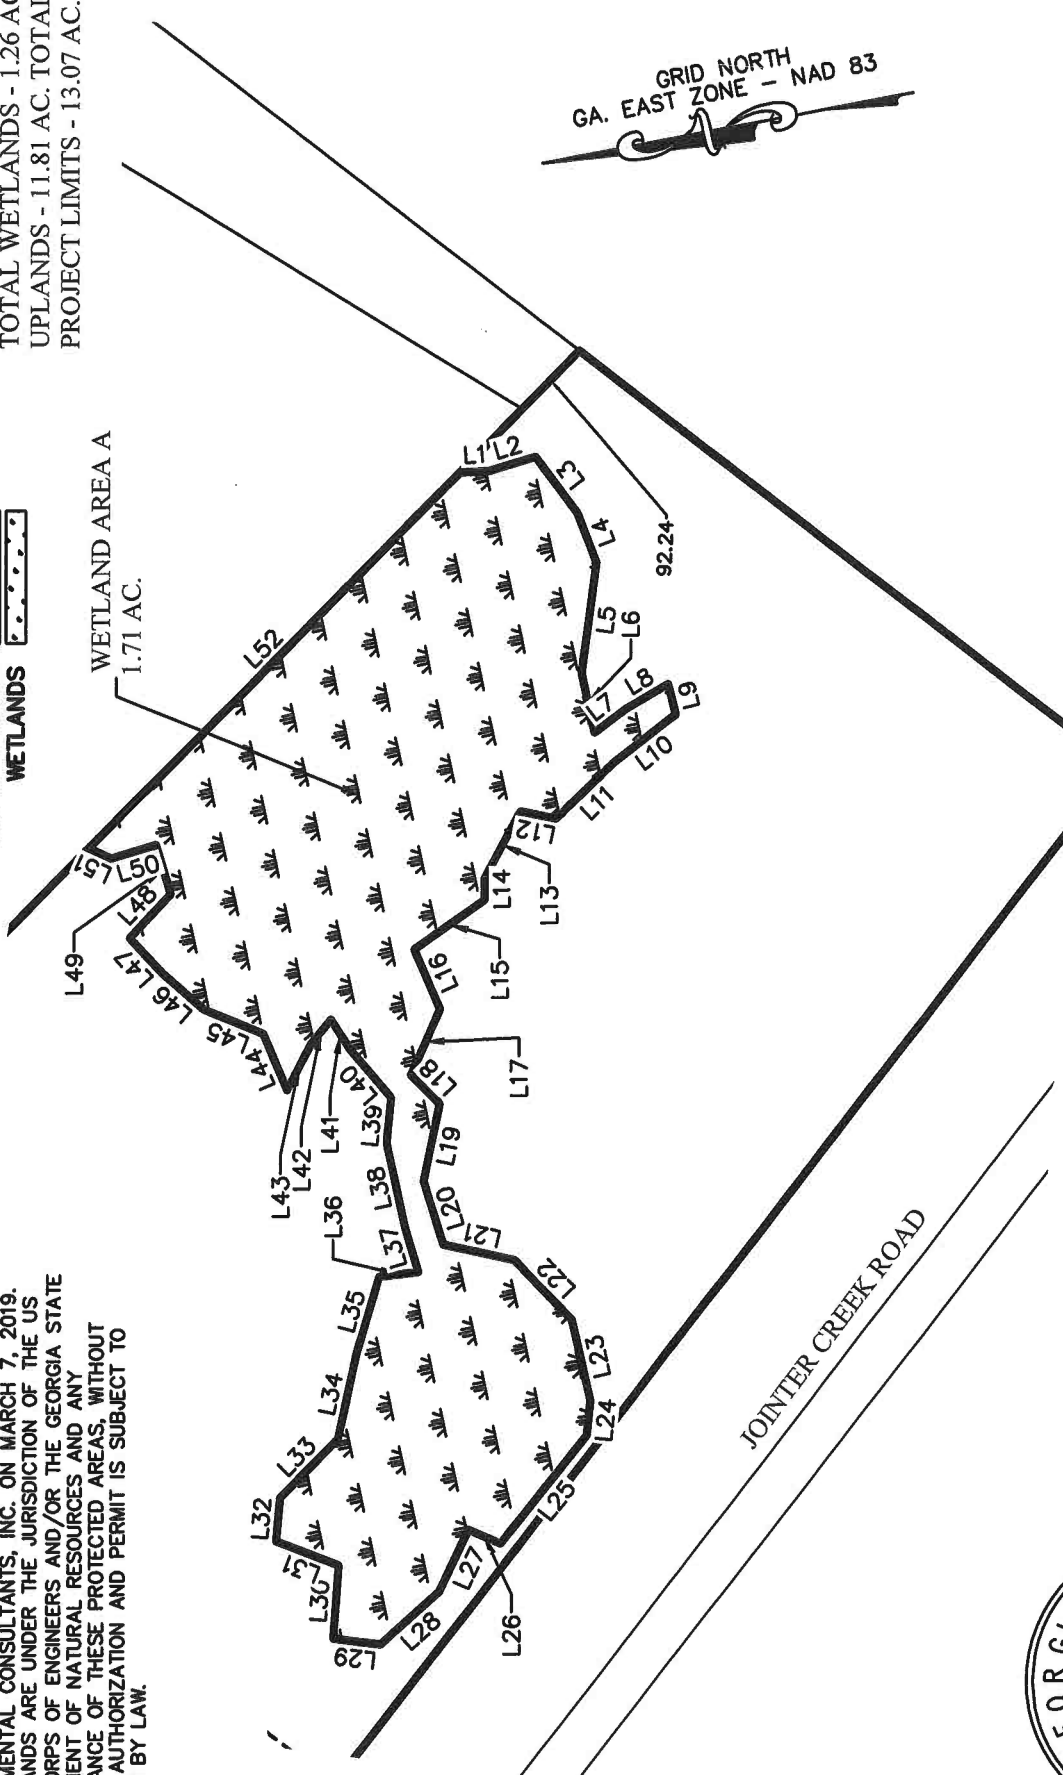 TOTAL WETLANDS - 1.26
UPLANDS - 11.81 AC. TOTAL
PROJECT LIMITS - 13.07 AC.
WETLANDS
WETLAND AREA A
1.71 AC.
MENTAL CONSULTANTS, INC. ON MARCH 7, 2019.
ANDS ARE UNDER THE JURISDICTION OF THE US
ORPS OF ENGINEERS AND/OR THE GEORGIA STATE
MENT OF NATURAL RESOURCES AND ANY
ANCE OF THESE PROTECTED AREAS, WITHOUT
AUTHORIZATION AND PERMIT IS SUBJECT TO
BY LAW.
GRID NORTH
GA. EAST ZONE - NAD 83
L1
L2
L3
L4
L5
L6
L7
L8
L9
L10
L11
L12
L13
L14
L15
L16
L17
L18
L19
L20
L21
L22
L23
L24
L25
L26
L27
L28
L29
L30
L31
L32
L33
L34
L35
L36
L37
L38
L39
L40
L41
L42
L43
L44
L45
L46
L47
L48
L49
L50
L51
L52
92.24
JOINTER CREEK ROAD
ORG